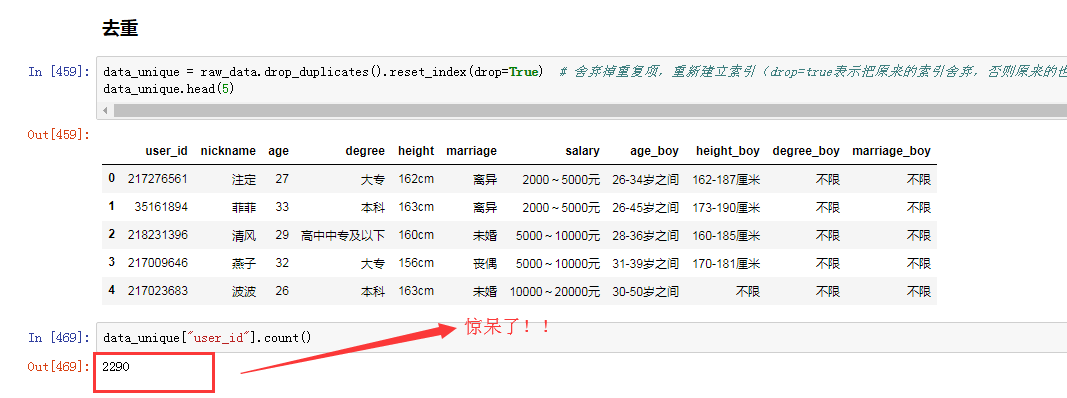 去重
In [459]: data_unique = raw_data.drop_duplicates().reset_index(drop=True)  # 舍弃掉重复项，重新建立索引（drop=true表示把原来的索引舍弃，否则原来的也
data_unique.head(5)
Out[459]:
user_id nickname age degree height marriage salary age_boy height_boy degree_boy marriage_boy
0 217276561 注定 27 大专 162cm 离异 2000～5000元 26-34岁之间 162-187厘米 不限 不限
1 35161894 菲菲 33 本科 163cm 离异 2000～5000元 26-45岁之间 173-190厘米 不限 不限
2 218231396 清风 29 高中中专及以下 160cm 未婚 5000～10000元 28-36岁之间 160-185厘米 不限 不限
3 217009646 燕子 32 大专 156cm 丧偶 5000～10000元 31-39岁之间 170-181厘米 不限 不限
4 217023683 波波 26 本科 163cm 未婚 10000～20000元 30-50岁之间 不限 不限 不限
惊呆了！！
In [469]: data_unique["user_id"].count()
Out[469]: 2290